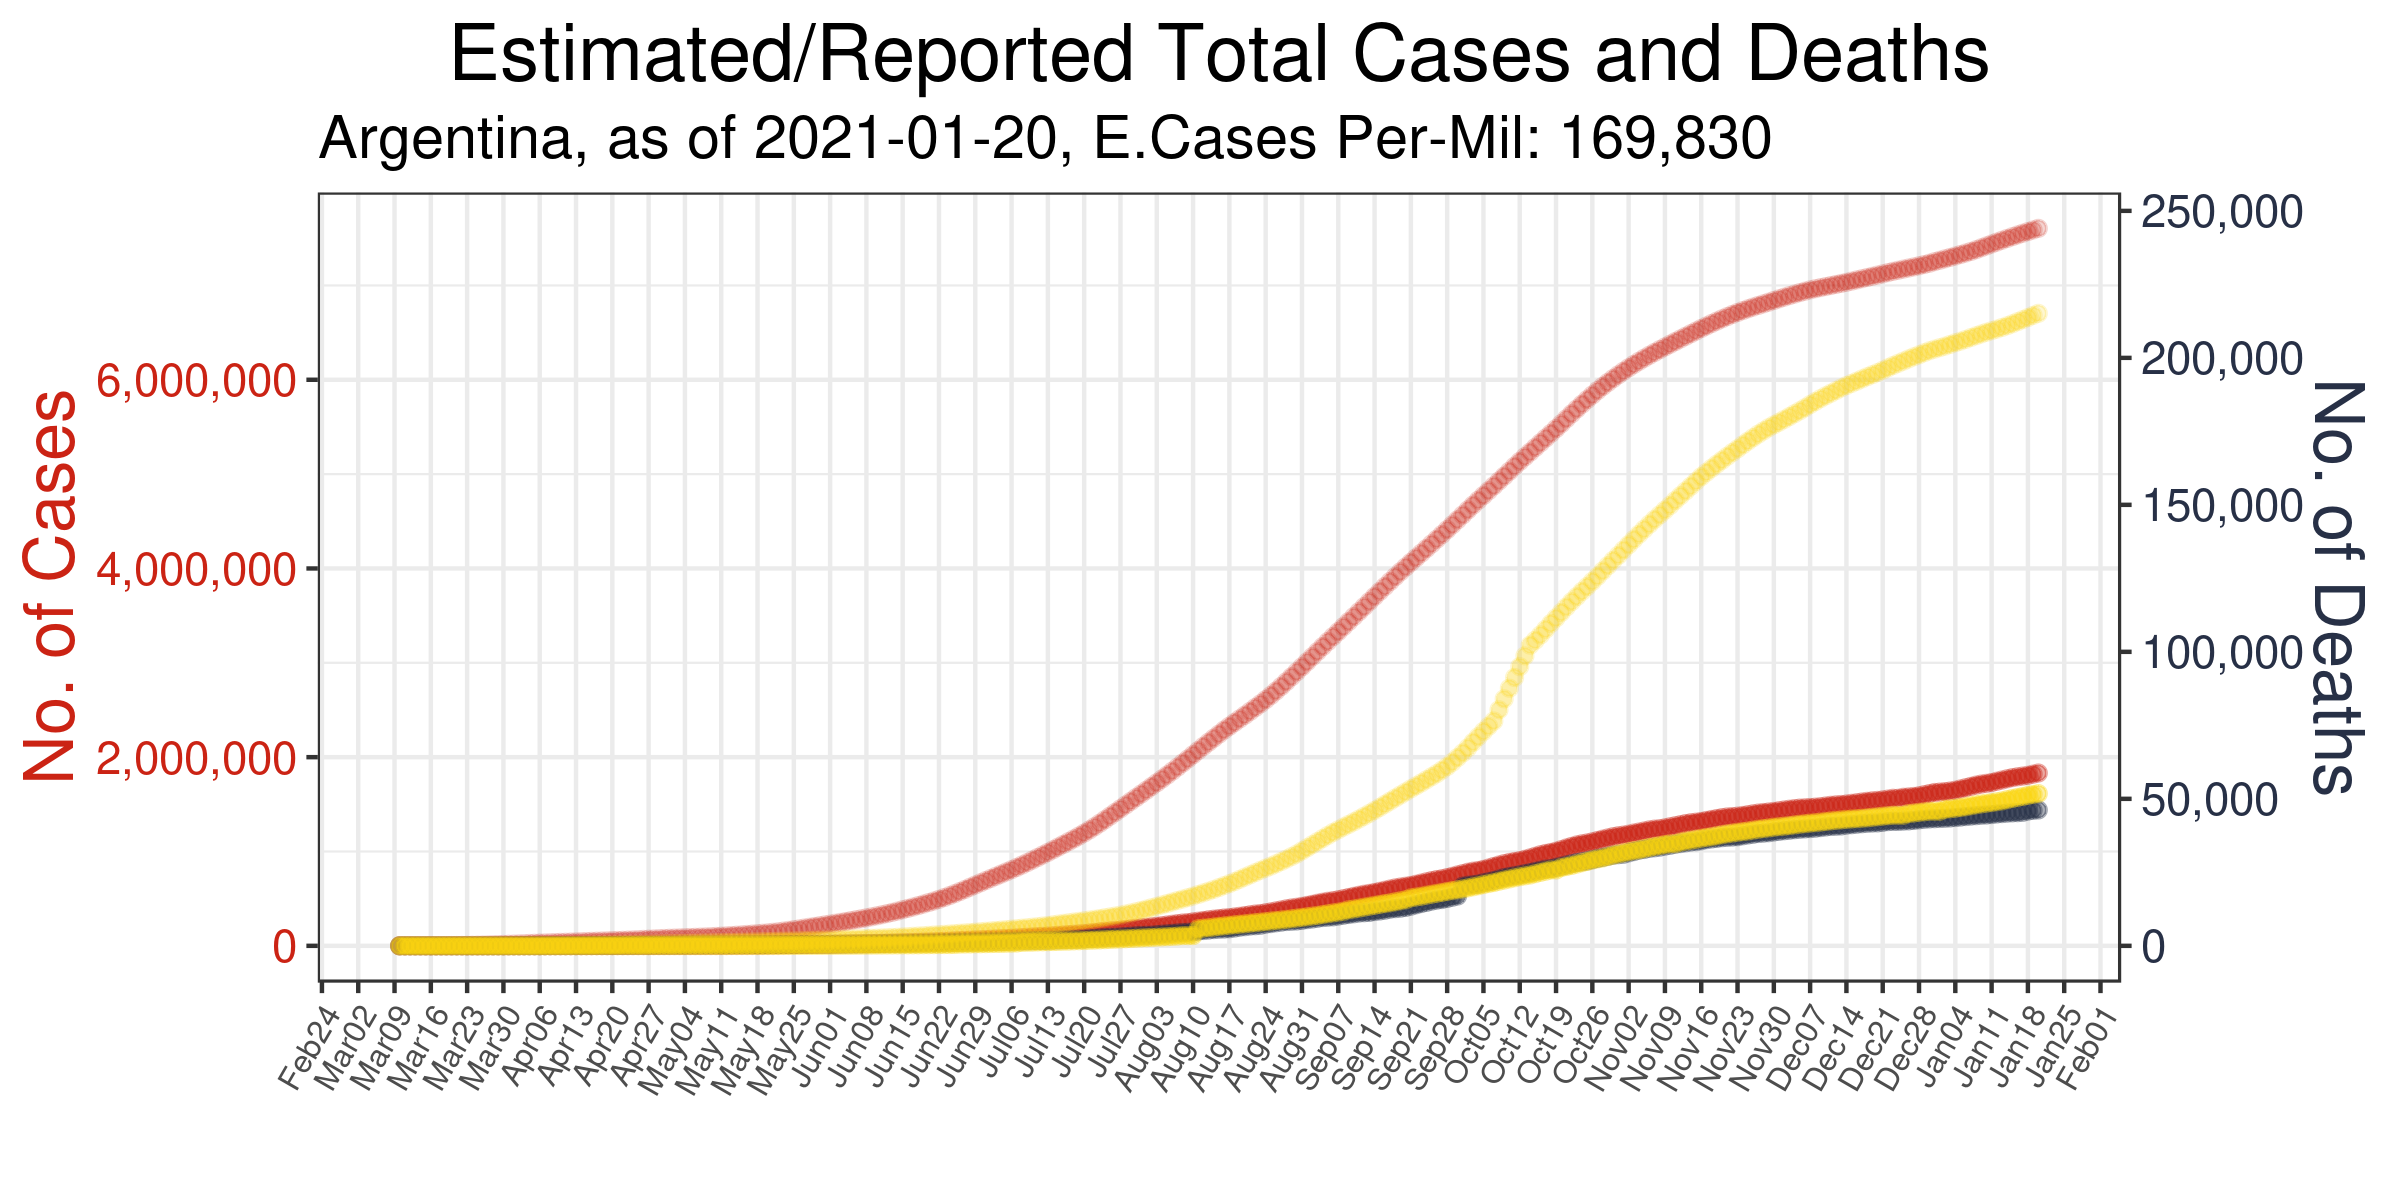 Estimated/Reported Total Cases and Deaths
Argentina, as of 2021-01-20, E.Cases Per-Mil: 169,830
No. of Cases
6,000,000
4,000,000
2,000,000
0
250,000
200,000
150,000
100,000
50,000
0
No. of Deaths
Feb24
Mar02
Mar09
Mar16
Mar23
Mar30
Apr06
Apr13
Apr20
Apr27
May04
May11
May18
May25
Jun01
Jun08
Jun15
Jun22
Jun29
Jul06
Jul13
Jul20
Jul27
Aug03
Aug10
Aug17
Aug24
Aug31
Sep07
Sep14
Sep21
Sep28
Oct05
Oct12
Oct19
Oct26
Nov02
Nov09
Nov16
Nov23
Nov30
Dec07
Dec14
Dec21
Dec28
Jan04
Jan11
Jan18
Jan25
Feb01